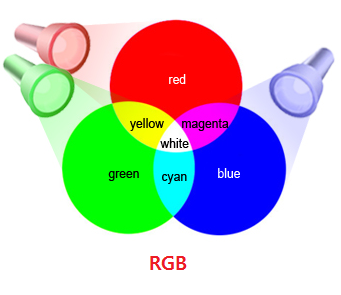 red
yellow
magenta
white
green
cyan
blue
RGB